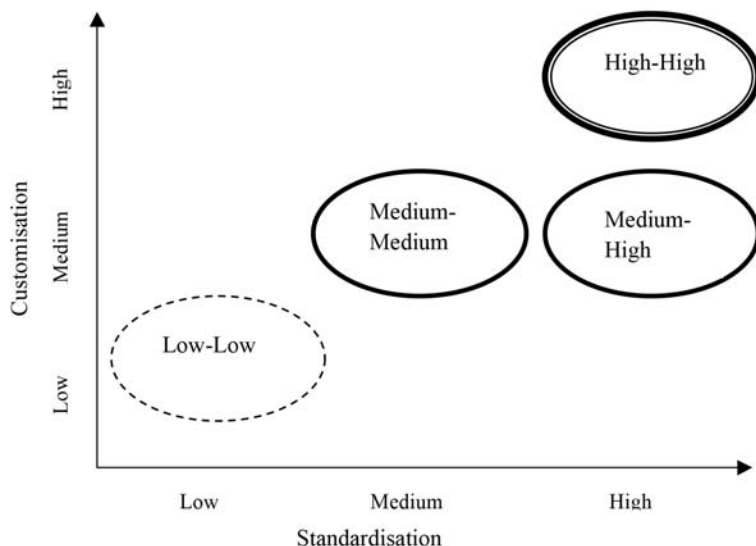 High-High
High
Medium-
Medium
Medium-
High
Customisation
Medium
Low-Low
Low
Low
Medium
High
Standardisation